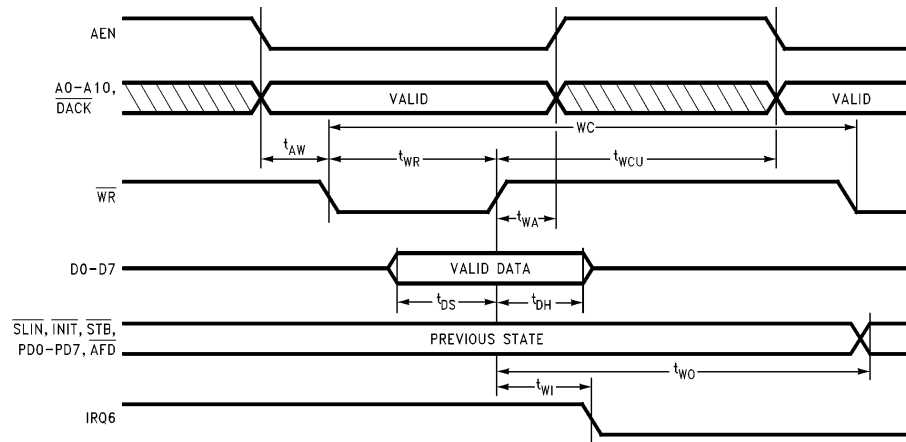 AEN
A0-A10,
DACK
VALID
VALID
WC
tAW
tWR
tWCU
WR
tWA
D0-D7
VALID DATA
tDS
tDH
SLIN, INIT, STB,
PD0-PD7, AFD
PREVIOUS STATE
tWO
tWI
IRQ6